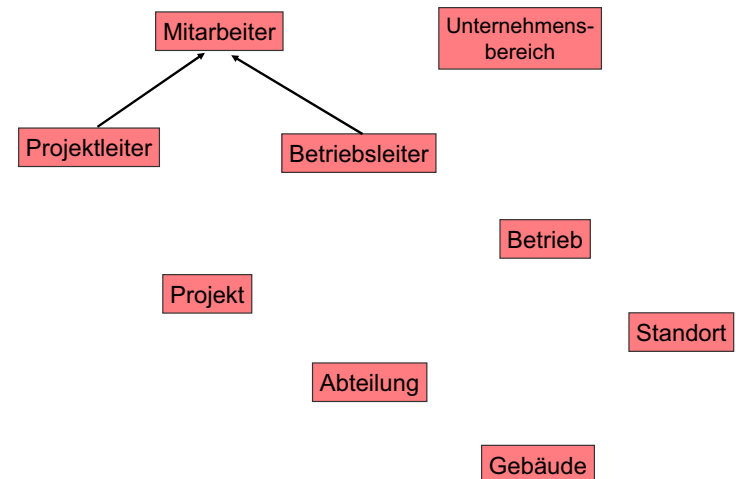 Mitarbeiter
Unternehmens-
bereich
Projektleiter
Betriebsleiter
Betrieb
Projekt
Standort
Abteilung
Gebäude